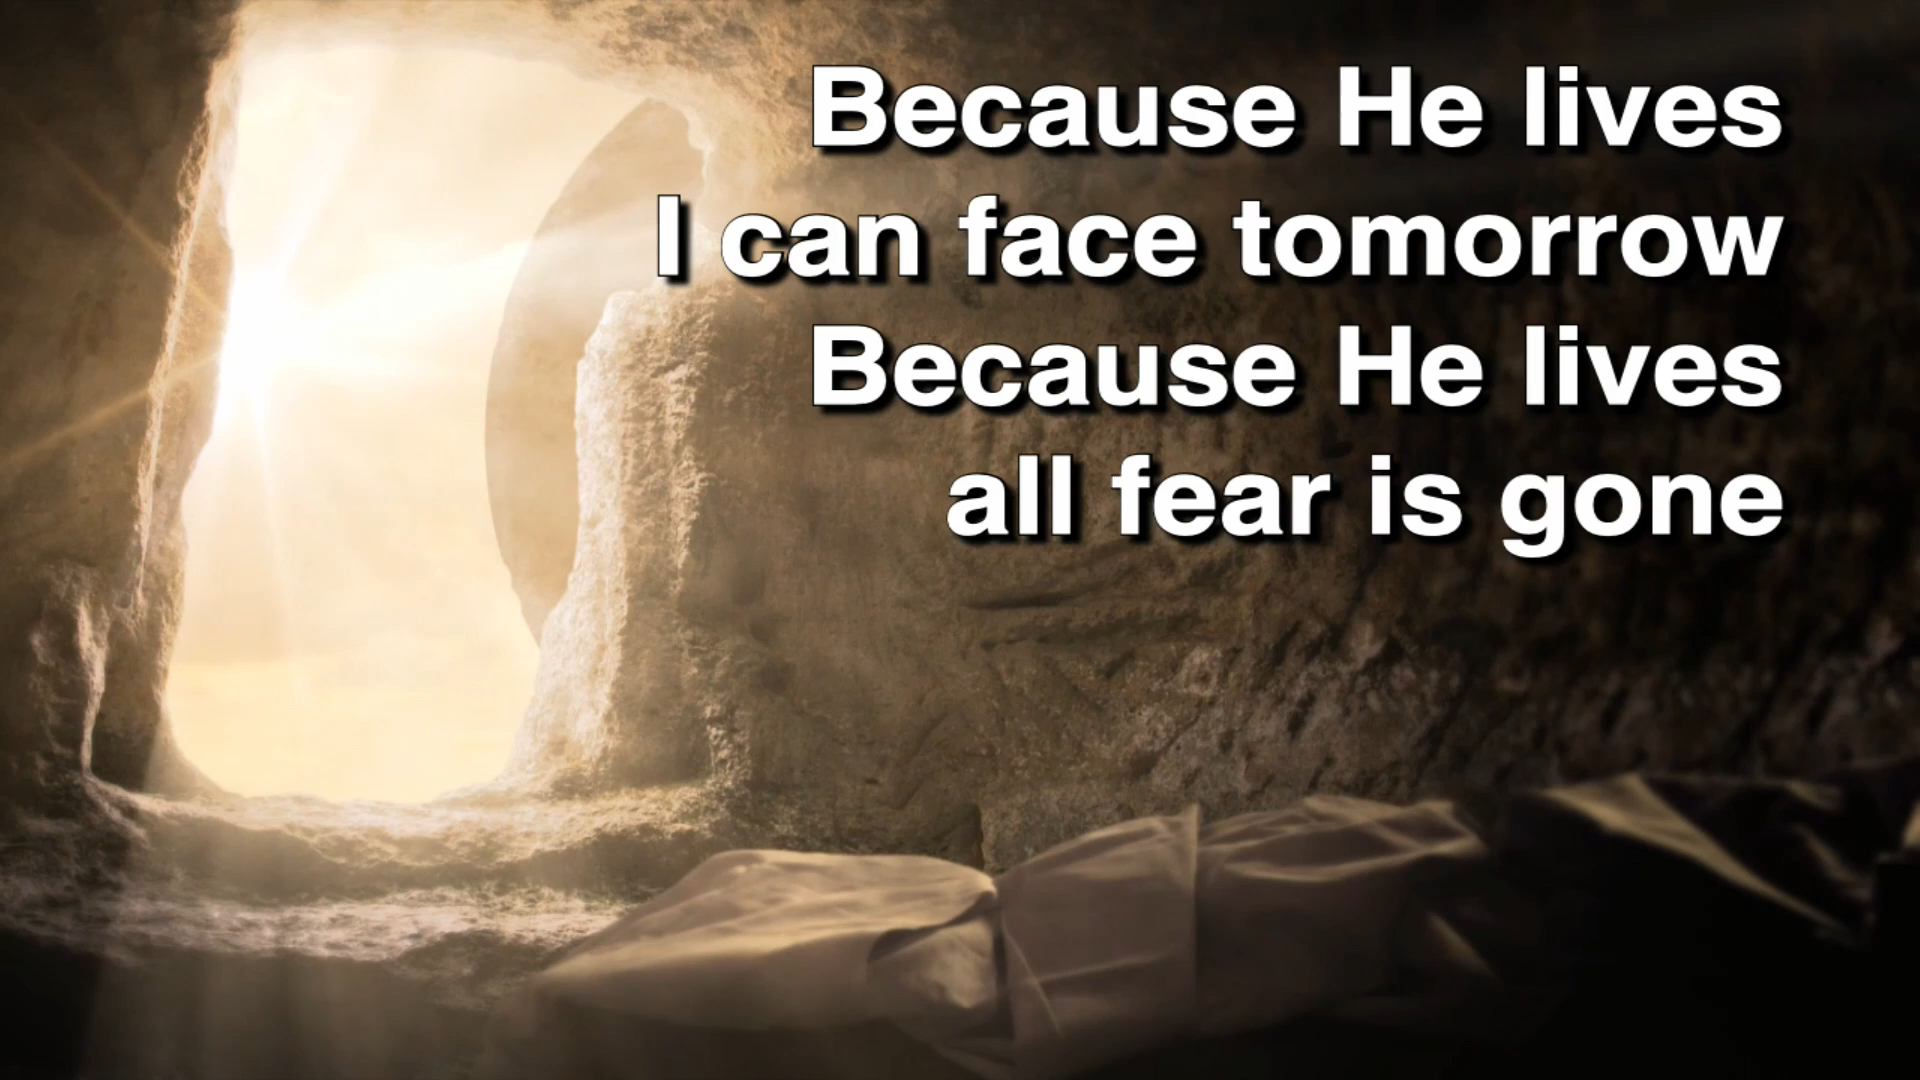 Because He lives
I can face tomorrow
Because He lives
all fear is gone